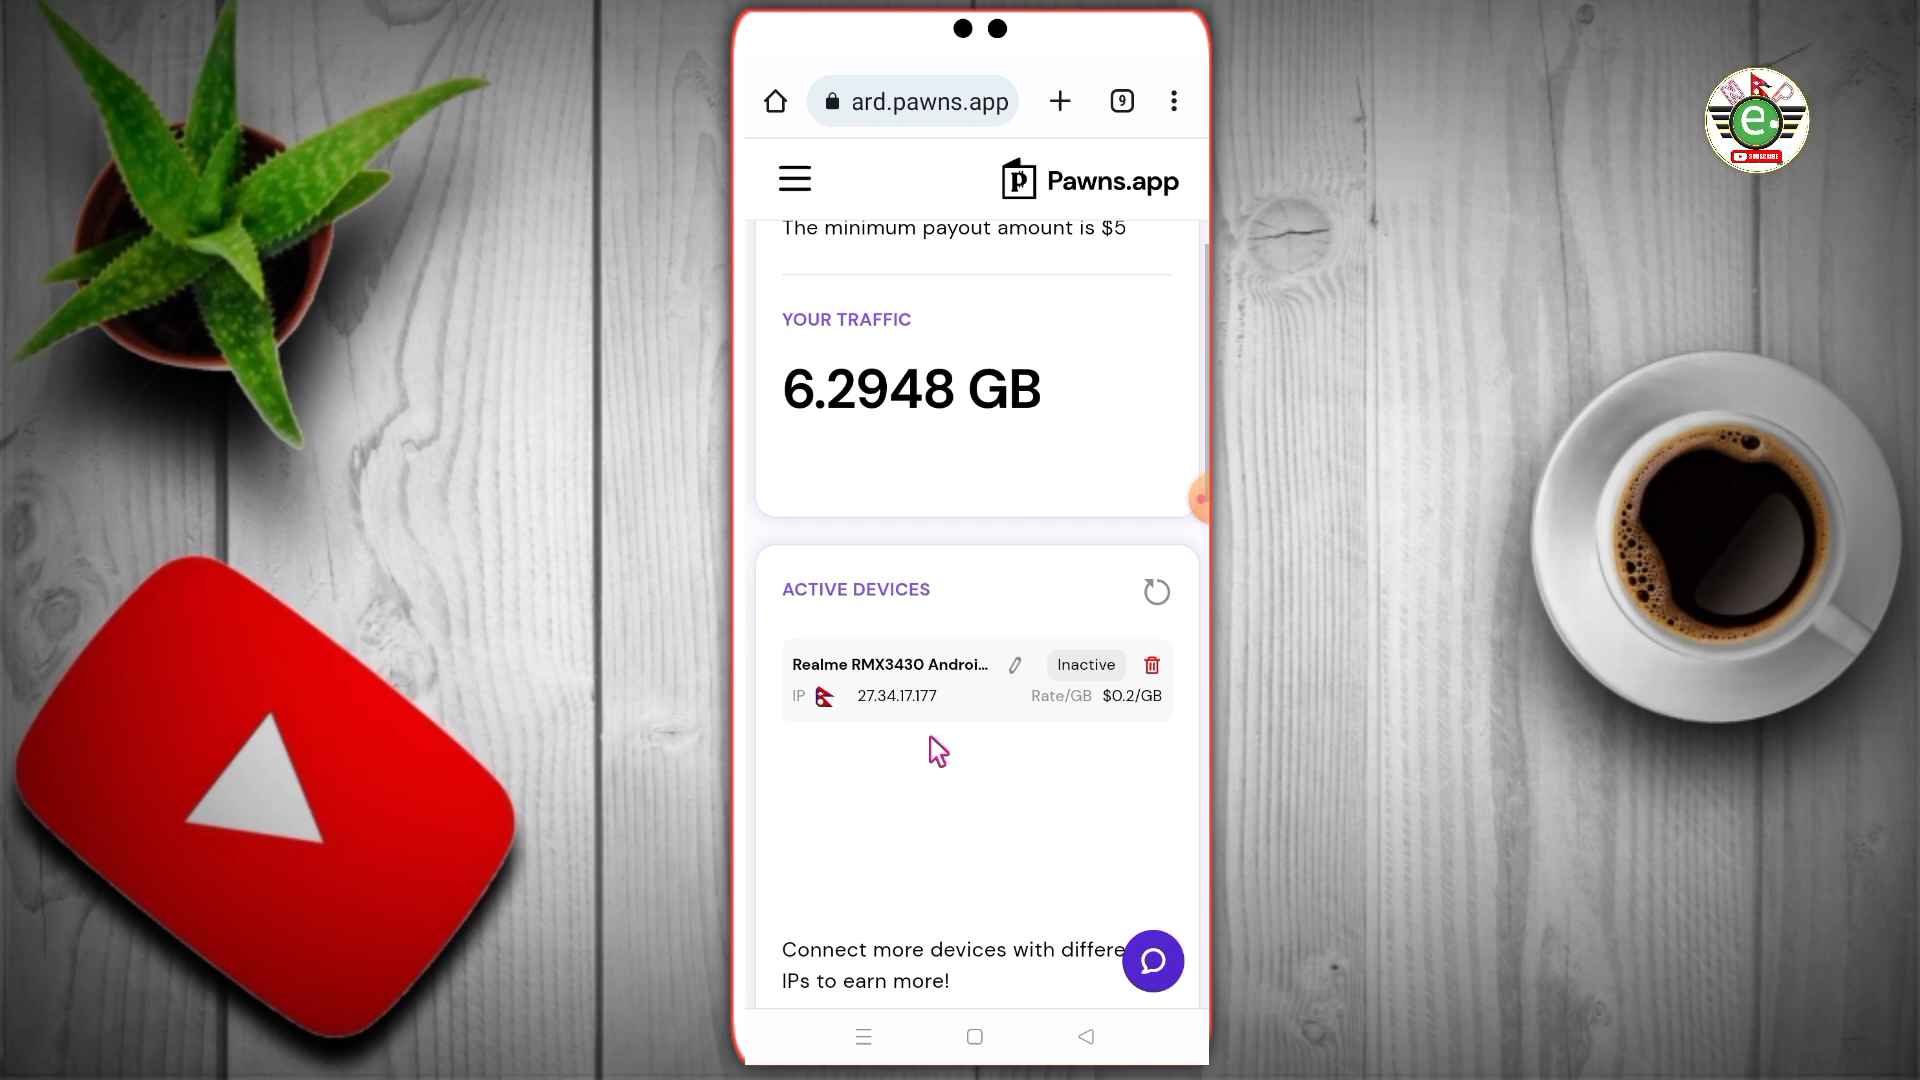 ard.pawns.app
9
Pawns.app
The minimum payout amount is $5
YOUR TRAFFIC
6.2948 GB
ACTIVE DEVICES
Realme RMX3430 Androi...
Inactive
IP
27.34.17.177
Rate/GB
$0.2/GB
Connect more devices with differe
IPs to earn more!
N P
e.
SUBSCRIBE